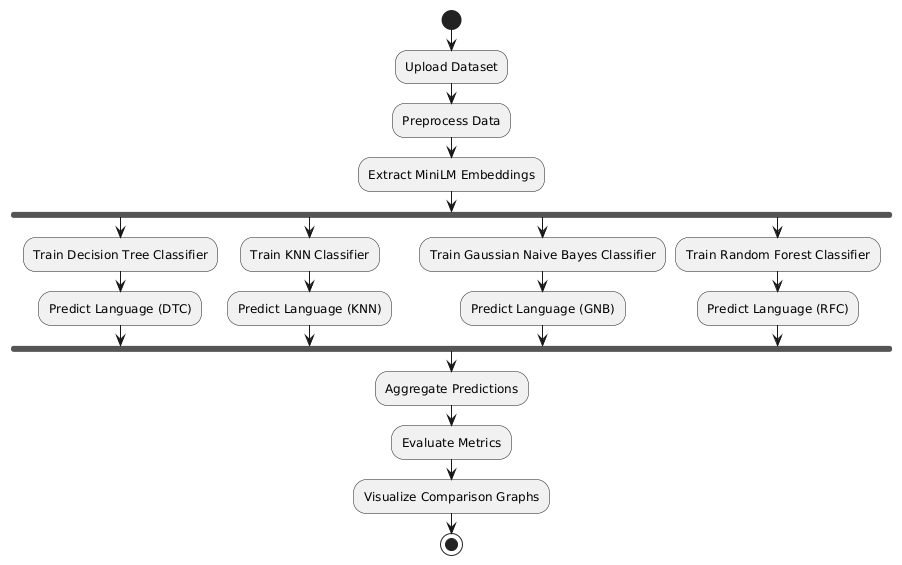 Upload Dataset
Preprocess Data
Extract MiniLM Embeddings
Train Decision Tree Classifier
Train KNN Classifier
Train Gaussian Naive Bayes Classifier
Train Random Forest Classifier
Predict Language (DTC)
Predict Language (KNN)
Predict Language (GNB)
Predict Language (RFC)
Aggregate Predictions
Evaluate Metrics
Visualize Comparison Graphs